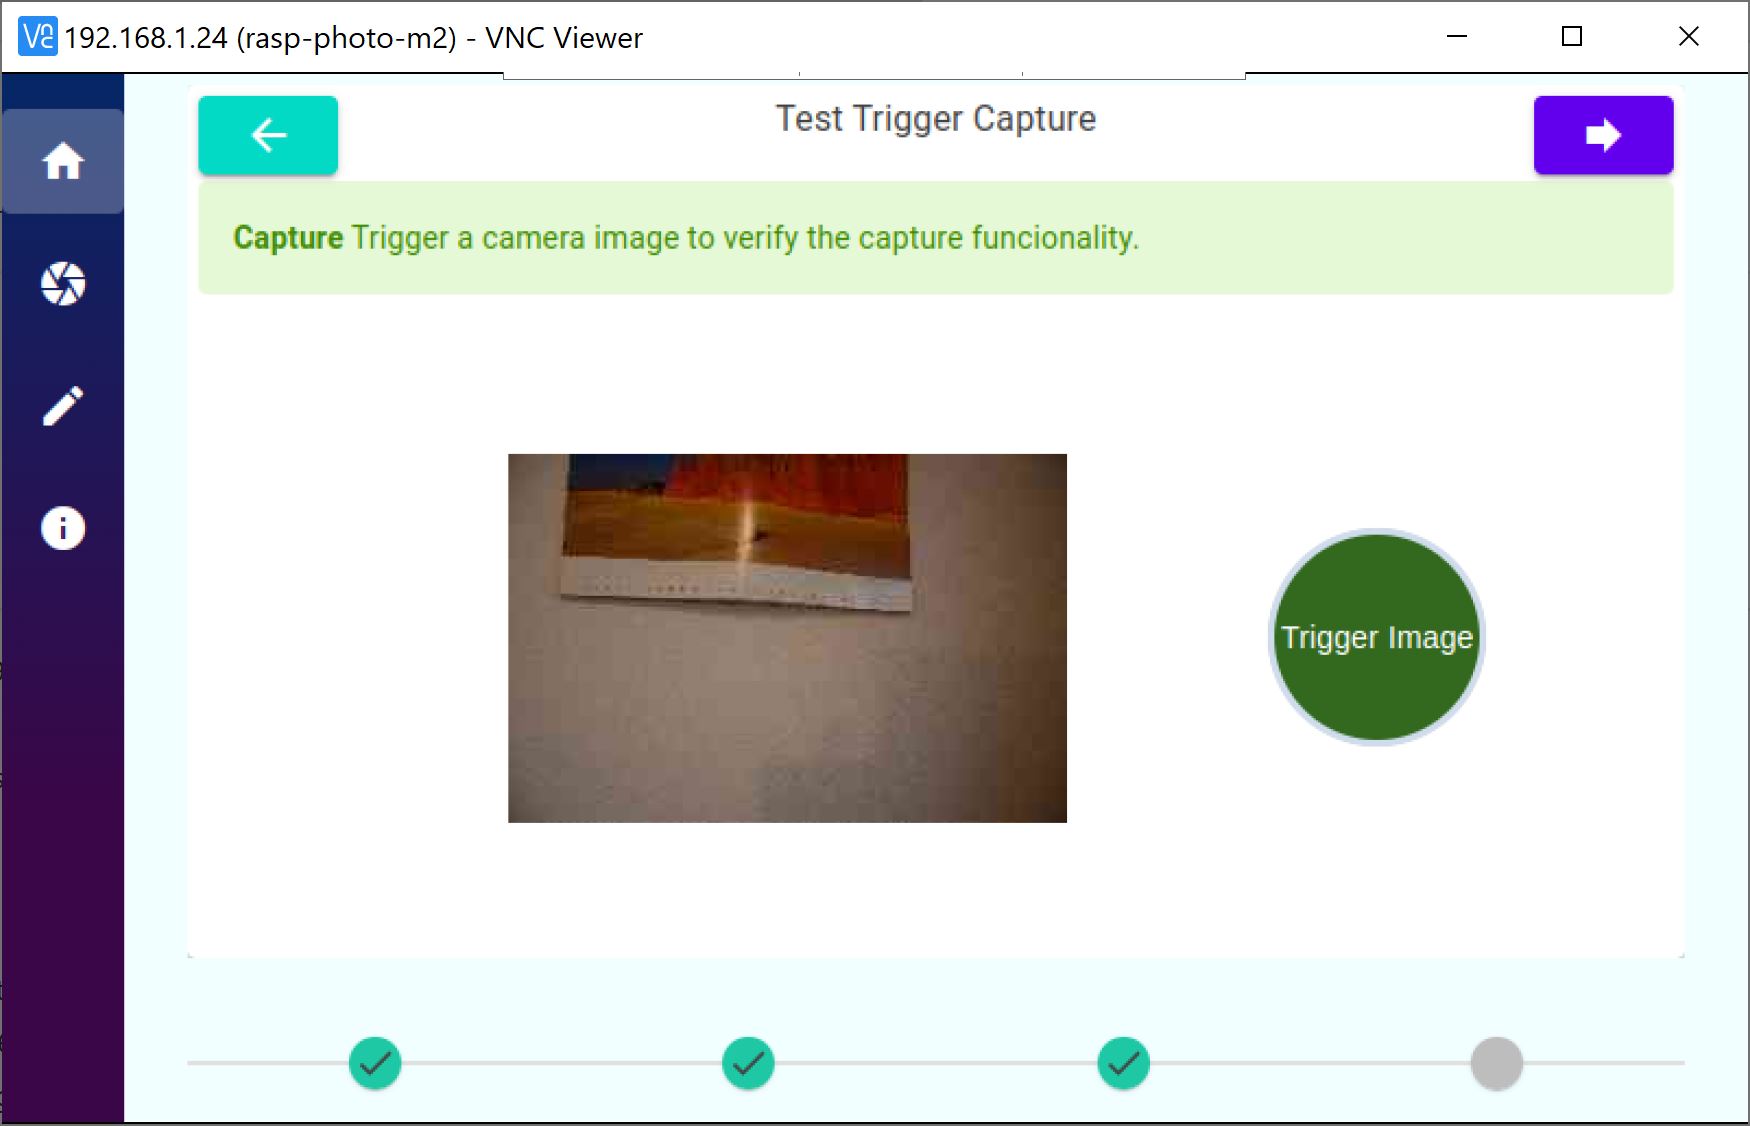 192.168.1.24 (rasp-photo-m2) - VNC Viewer
Test Trigger Capture
Capture Trigger a camera image to verify the capture funcionality.
Trigger Image